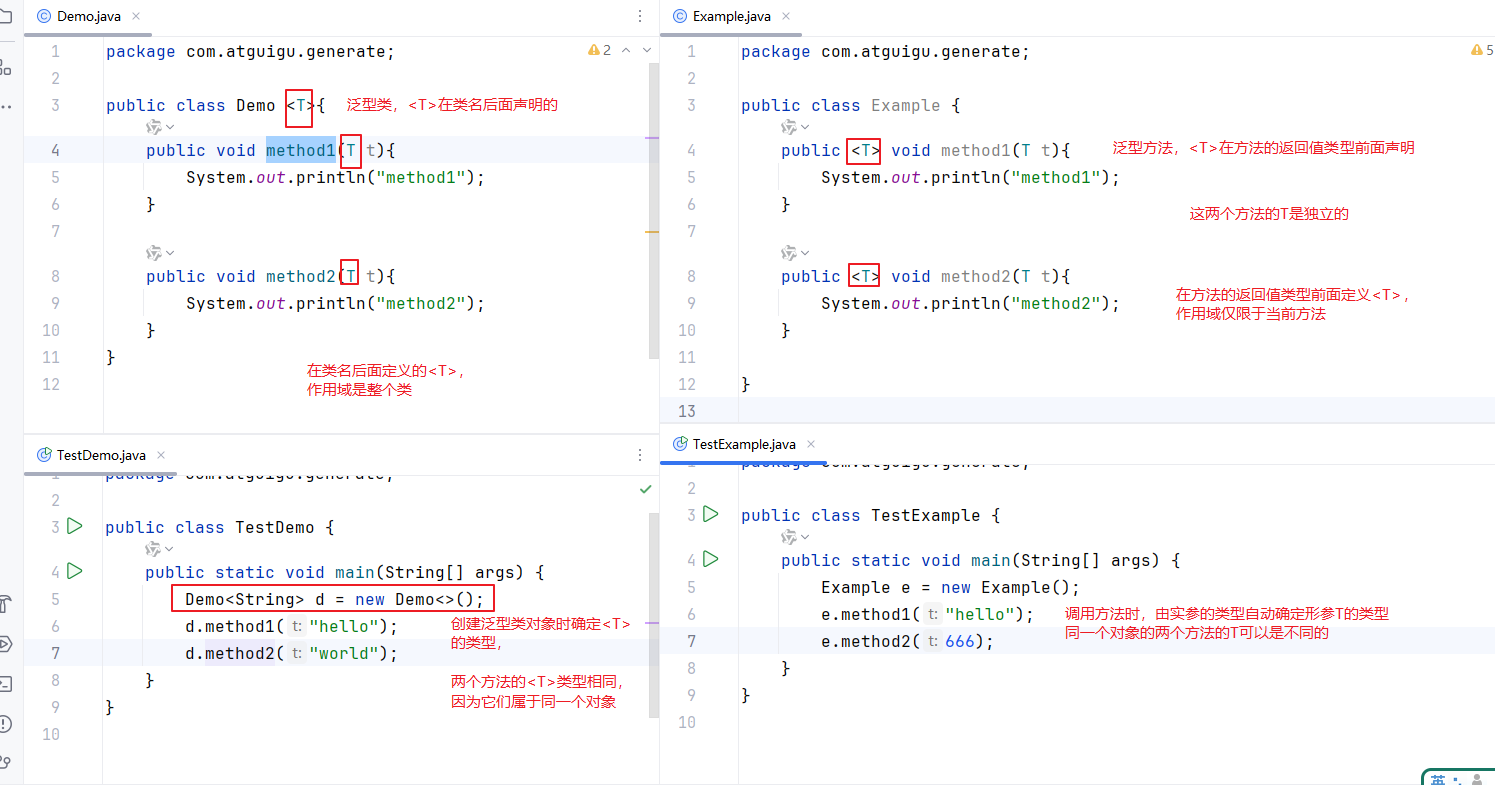 Demo.java
1 package com.atguigu.generate;
2
2
3 public class Demo <T>{ 泛型类，<T>在类名后面声明的
4 public void method1(T t){
5 System.out.println("method1");
6 }
7
8 public void method2(T t){
9 System.out.println("method2");
10 }
11 }
在类名后面定义的<T>，
12
作用域是整个类
Example.java
1 package com.atguigu.generate;
5
2
3 public class Example {
4 public <T> void method1(T t){ 泛型方法，<T>在方法的返回值类型前面声明
5 System.out.println("method1");
6 }
这两个方法的T是独立的
7
8 public <T> void method2(T t){
在方法的返回值类型前面定义<T>，
9 System.out.println("method2");
作用域仅限于当前方法
10 }
11
12 }
13
TestDemo.java
package com.atguigu.generate;
2
3 public class TestDemo {
4 public static void main(String[] args) {
5 Demo<String> d = new Demo<>();
6 d.method1( t: "hello");
创建泛型类对象时确定<T>
的类型，
7 d.method2( t: "world");
8 }
两个方法的<T>类型相同，
因为它们属于同一个对象
9 }
10
TestExample.java
package com.atguigu.generate;
2
3 public class TestExample {
4 public static void main(String[] args) {
5 Example e = new Example();
6 e.method1( t: "hello");
调用方法时，由实参的类型自动确定形参T的类型
同一个对象的两个方法的T可以是不同的
7 e.method2( t: 666);
8 }
9 }
10
英